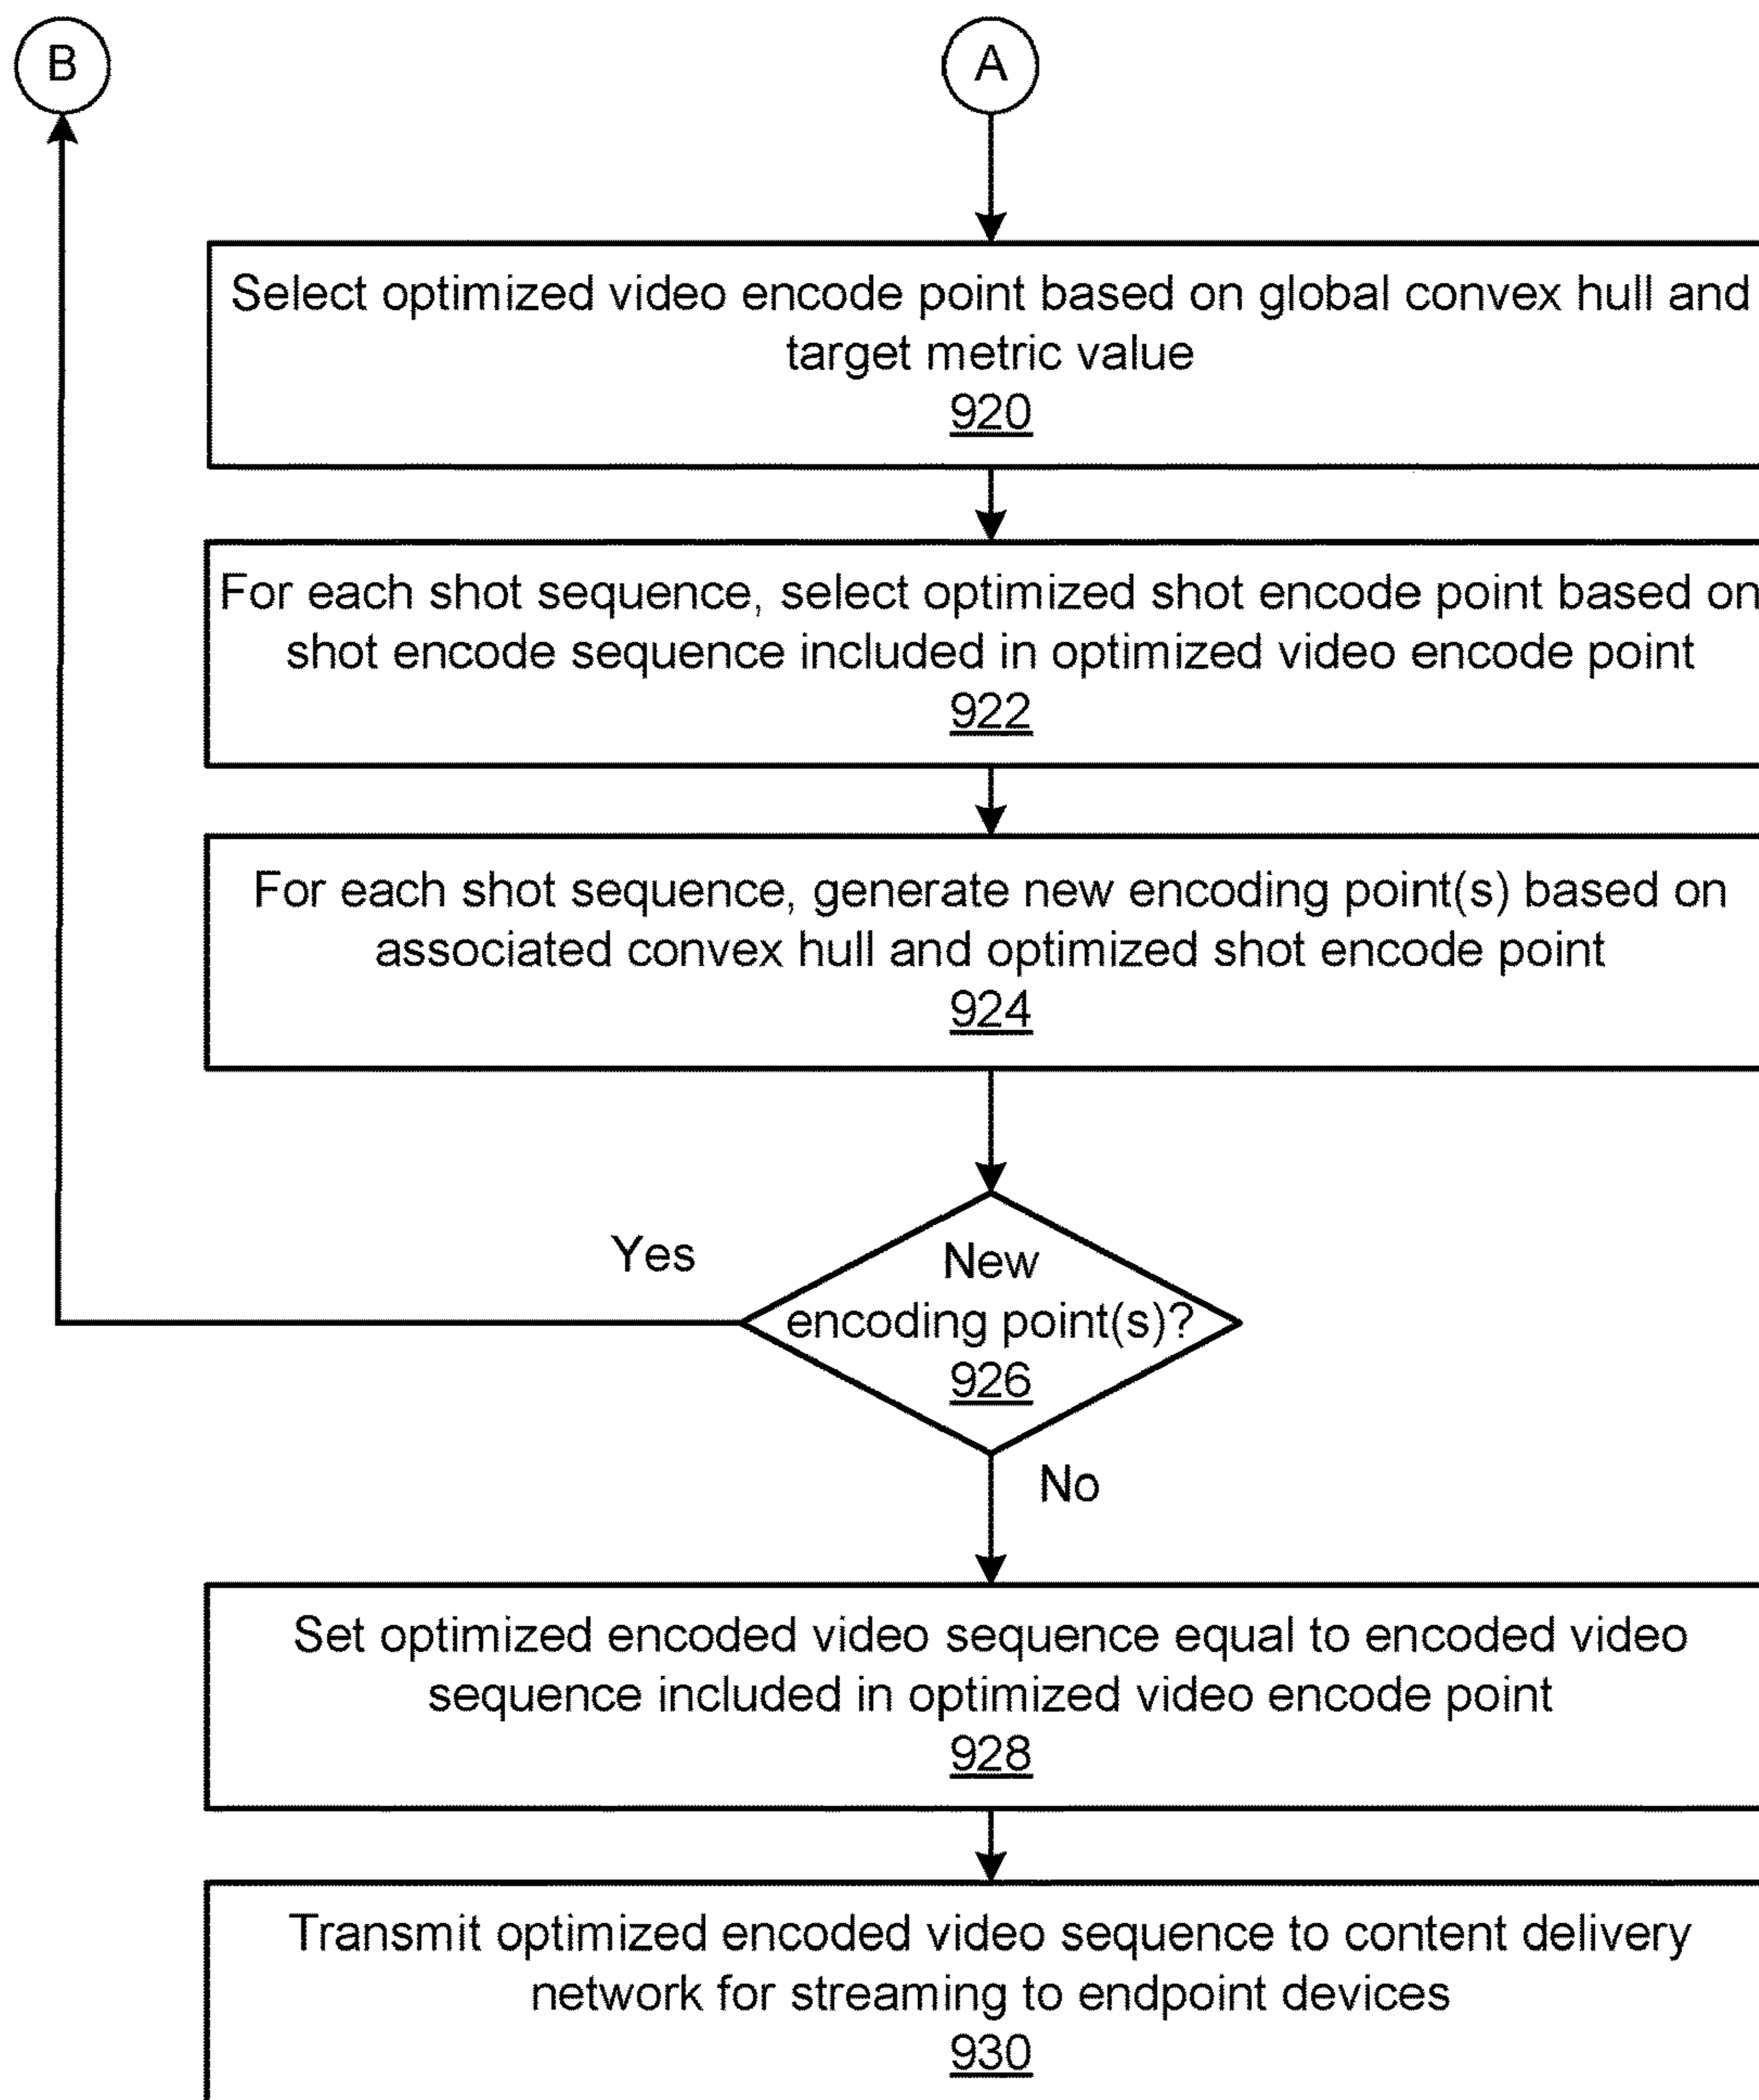 B
A
Select optimized video encode point based on global convex hull and
target metric value
920
For each shot sequence, select optimized shot encode point based on
shot encode sequence included in optimized video encode point
922
For each shot sequence, generate new encoding point(s) based on
associated convex hull and optimized shot encode point
924
Yes
New
encoding point(s)?
926
No
Set optimized encoded video sequence equal to encoded video
sequence included in optimized video encode point
928
Transmit optimized encoded video sequence to content delivery
network for streaming to endpoint devices
930